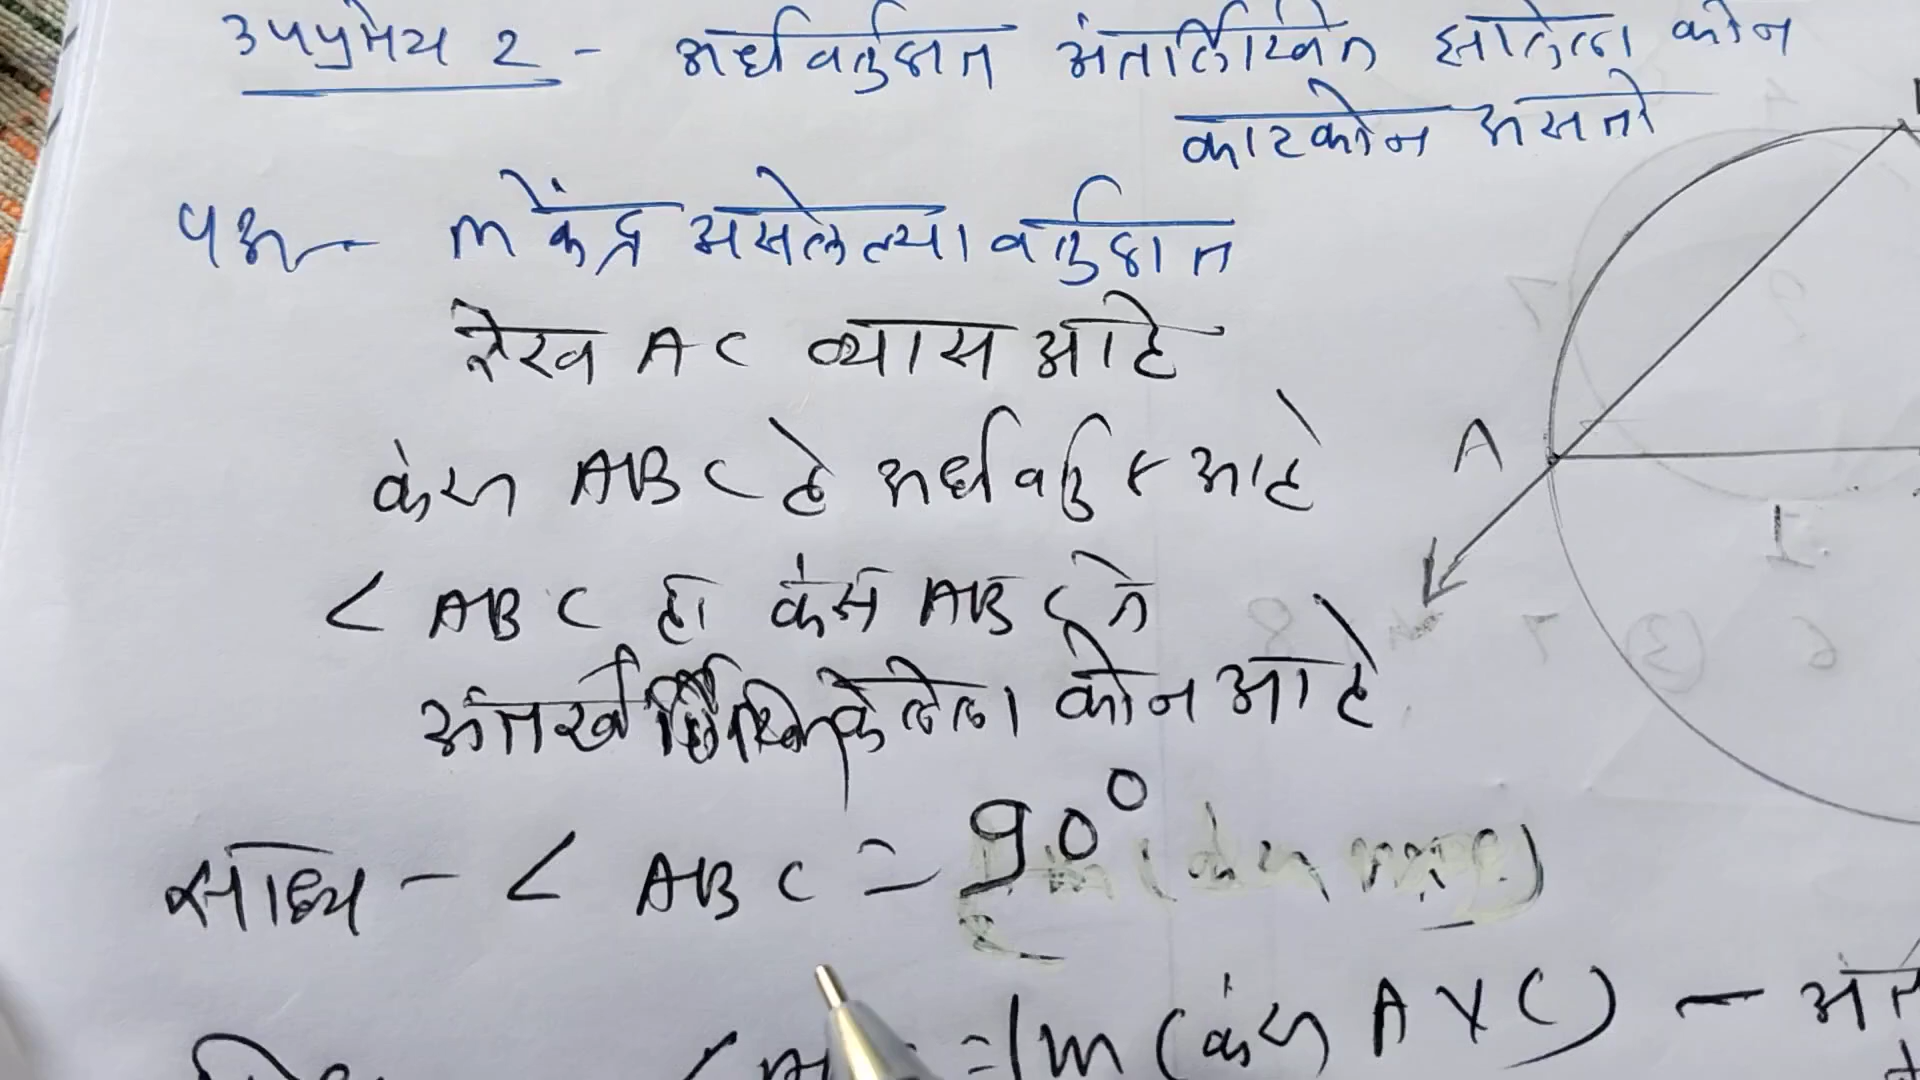 उपप्रमेय 2 - अर्धवर्तुळात अंतर्लिखित झालेला कोन
काटकोन असतो
पक्ष - m केंद्र असलेल्या वर्तुळात
रेख AC व्यास आहे
कंस ABC हे अर्धवर्तुळ आहे
< ABC हा कंस ABC त
केलेला कोन आहे
साध्य - < ABC = 90°
= 1 m (कंस AXC) - अंत
A